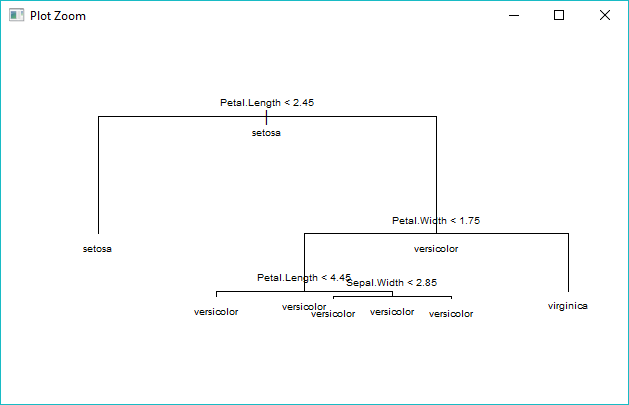 Plot Zoom
Petal.Length < 2.45
setosa
Petal.Width < 1.75
setosa
versicolor
Petal.Length < 4.45
Sepal.Width < 2.85
versicolor
versicolor
versicolor
versicolor
versicolor
virginica